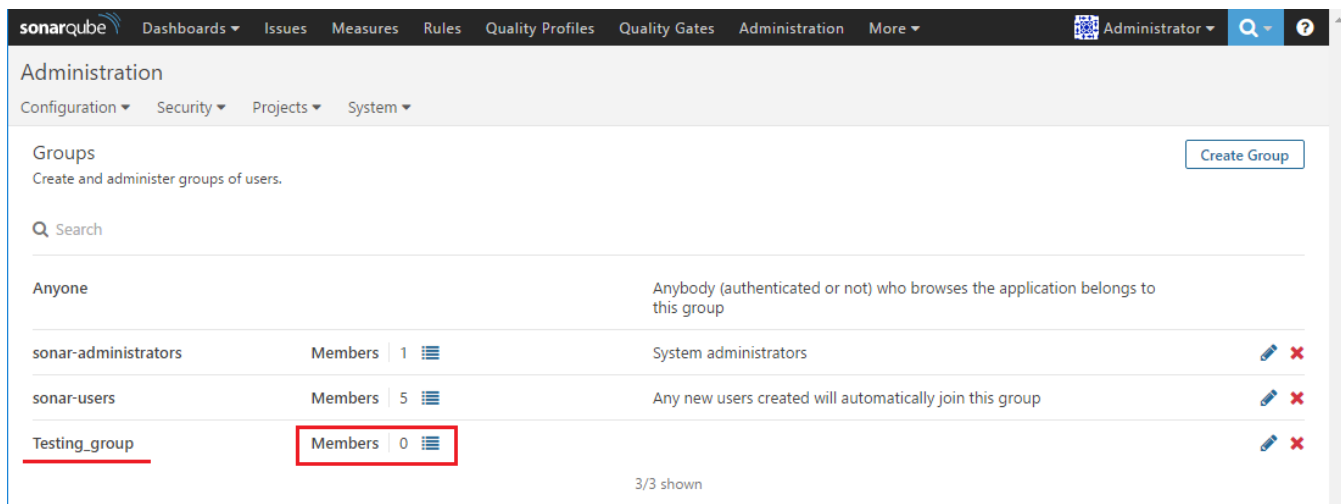 sonarqube Dashboards Issues Measures Rules Quality Profiles Quality Gates Administration More Administrator
Administration
Configuration Security Projects System
Groups
Create Group
Create and administer groups of users.
Search
Anyone Anybody (authenticated or not) who browses the application belongs to
this group
sonar-administrators Members 1 System administrators
sonar-users Members 5 Any new users created will automatically join this group
Testing_group Members 0
3/3 shown